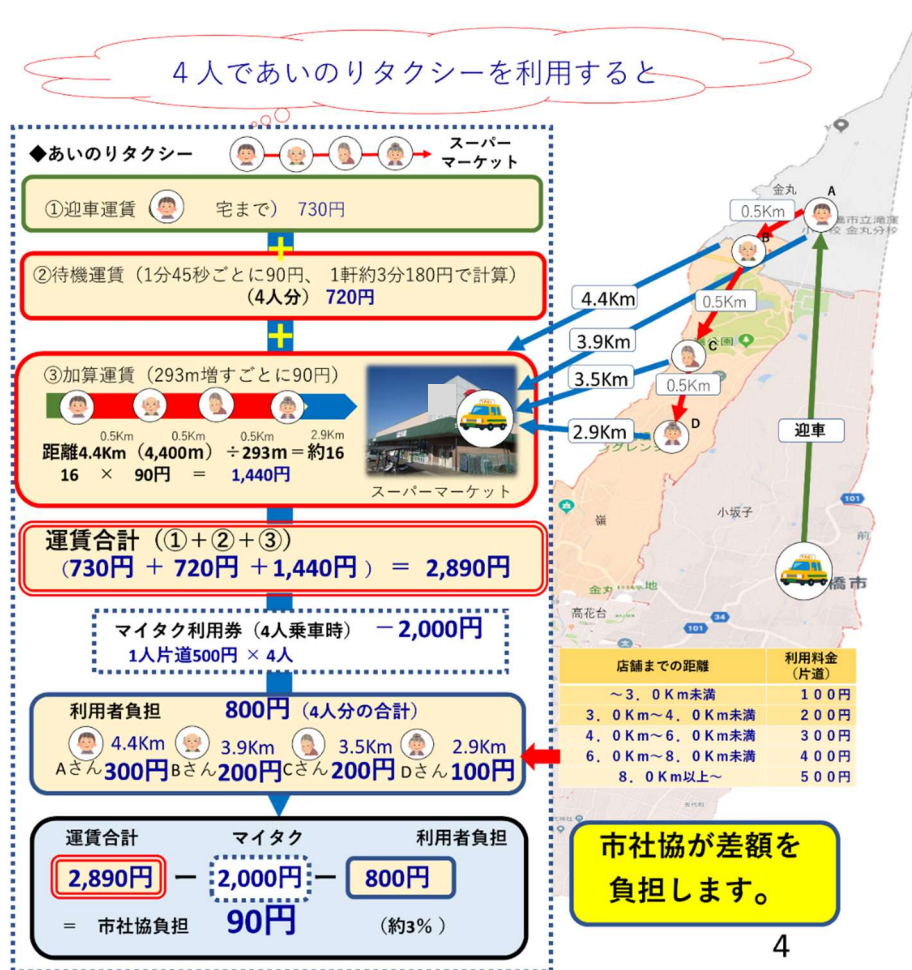 4人であいのりタクシーを利用すると
◆あいのりタクシー
スーパー
マーケット
①迎車運賃（　宅まで） 730円
+
②待機運賃（1分45秒ごとに90円、 1軒約3分180円で計算）
（4人分） 720円
+
③加算運賃（293m増すごとに90円）
0.5Km 0.5Km 0.5Km 2.9Km
距離4.4Km（4,400m） ÷293m＝約16
16 × 90円 ＝ 1,440円
スーパーマーケット
運賃合計（①＋②＋③）
（730円 ＋ 720円 ＋1,440円 ） ＝ 2,890円
マイタク利用券（4人乗車時） －2,000円
1人片道500円 × 4人
利用者負担 800円（4人分の合計）
4.4Km 3.9Km 3.5Km 2.9Km
Aさん300円 Bさん200円 Cさん200円 Dさん100円
運賃合計 マイタク 利用者負担
2,890円 － 2,000円 － 800円
＝ 市社協負担 90円 （約3%）
金丸
A
0.5Km
B
4.4Km
0.5Km
3.9Km
C
3.5Km
0.5Km
D
2.9Km
迎車
101
嶺
小坂子
前
橋市
高花台
34
101
店舗までの距離 利用料金
（片道）
～３．０Ｋｍ未満 １００円
３．０Ｋｍ～４．０Ｋｍ未満 ２００円
４．０Ｋｍ～６．０Ｋｍ未満 ３００円
６．０Ｋｍ～８．０Ｋｍ未満 ４００円
８．０Ｋｍ以上～ ５００円
市社協が差額を
負担します。
4